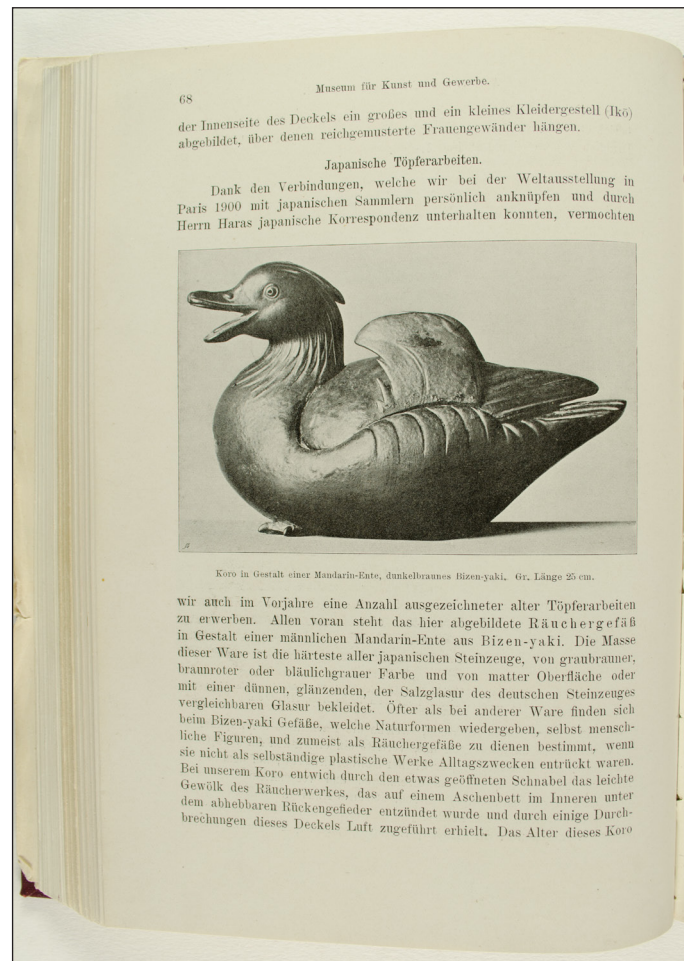 68
Museum für Kunst und Gewerbe.
der Innenseite des Deckels ein großes und ein kleines Kleidergestell (Ikō)
abgebildet, über denen reichgemusterte Frauengewänder hängen.
Japanische Töpferarbeiten.
Dank den Verbindungen, welche wir bei der Weltausstellung in
Paris 1900 mit japanischen Sammlern persönlich anknüpfen und durch
Herrn Haras japanische Korrespondenz unterhalten konnten, vermochten
Koro in Gestalt einer Mandarin-Ente, dunkelbraunes Bizen-yaki. Gr. Länge 25 cm.
wir auch im Vorjahre eine Anzahl ausgezeichneter alter Töpferarbeiten
zu erwerben. Allen voran steht das hier abgebildete Räuchergefäß
in Gestalt einer männlichen Mandarin-Ente aus Bizen-yaki. Die Masse
dieser Ware ist die härteste aller japanischen Steinzeuge, von graubrauner,
braunroter oder bläulichgrauer Farbe und von matter Oberfläche oder
mit einer dünnen, glänzenden, der Salzglasur des deutschen Steinzeuges
vergleichbaren Glasur bekleidet. Öfter als bei anderer Ware finden sich
beim Bizen-yaki Gefäße, welche Naturformen wiedergeben, selbst mensch-
liche Figuren, und zumeist als Räuchergefäße zu dienen bestimmt, wenn
sie nicht als selbständige plastische Werke Alltagszwecken entrückt waren.
Bei unserem Koro entwich durch den etwas geöffneten Schnabel das leichte
Gewölk des Räucherwerkes, das auf einem Aschenbett im Inneren unter
dem abhebbaren Rückengefieder entzündet wurde und durch einige Durch-
brechungen dieses Deckels Luft zugeführt erhielt. Das Alter dieses Koro